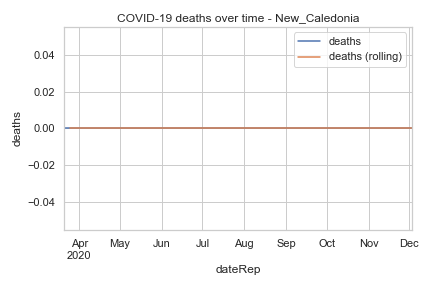 COVID-19 deaths over time - New_Caledonia
deaths
deaths (rolling)
0.04
0.02
0.00
−0.02
−0.04
deaths
Apr
2020
May
Jun
Jul
Aug
Sep
Oct
Nov
Dec
dateRep